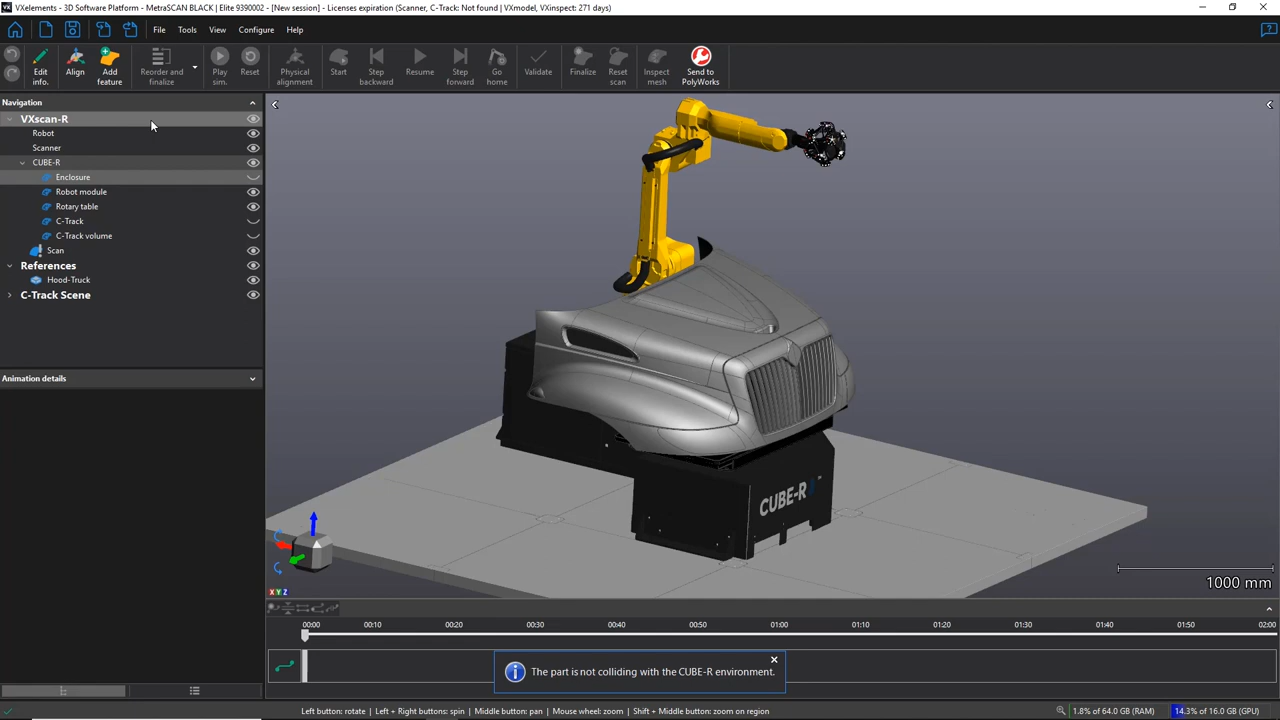 VXelements - 3D Software Platform - MetraSCAN BLACK | Elite 9390002 - [New session] - Licenses expiration (Scanner, C-Track: Not found | VXmodel, VXinspect: 271 days)
File Tools View Configure Help
Edit info. Align Add feature Reorder and finalize Play sim. Reset Physical alignment Start Step backward Resume Step forward Go home Validate Finalize Reset scan Inspect mesh Send to PolyWorks
Navigation
VXscan-R
Robot
Scanner
CUBE-R
Enclosure
Robot module
Rotary table
C-Track
C-Track volume
Scan
References
Hood-Truck
C-Track Scene
Animation details
CUBE-R
1000 mm
X Y Z
00:00 00:10 00:20 00:30 00:40 00:50 01:00 01:10 01:20 01:30 01:40 01:50 02:00
The part is not colliding with the CUBE-R environment.
Left button: rotate | Left + Right buttons: spin | Middle button: pan | Mouse wheel: zoom | Shift + Middle button: zoom on region
1.8% of 64.0 GB (RAM) 14.3% of 16.0 GB (GPU)